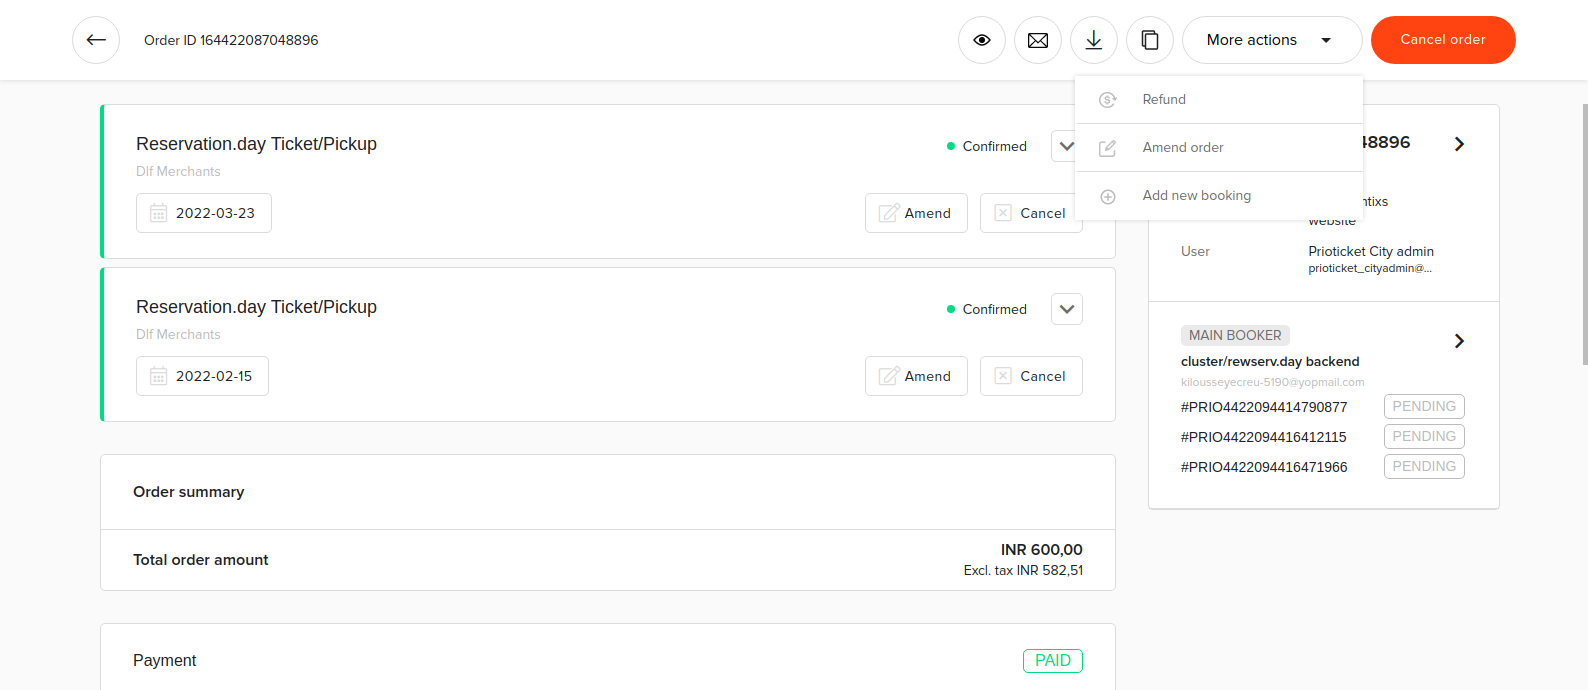 Order ID 164422087048896
More actions
Cancel order
Refund
Amend order
Add new booking
Reservation.day Ticket/Pickup
Confirmed
Dlf Merchants
2022-03-23
Amend
Cancel
Reservation.day Ticket/Pickup
Confirmed
Dlf Merchants
2022-02-15
Amend
Cancel
Order summary
Total order amount
INR 600,00
Excl. tax INR 582,51
Payment
PAID
48896
ntixs
website
User
Prioticket City admin
prioticket_cityadmin@...
MAIN BOOKER
cluster/rewserv.day backend
kilousseyecreu-5190@yopmail.com
#PRIO4422094414790877 PENDING
#PRIO4422094416412115 PENDING
#PRIO4422094416471966 PENDING